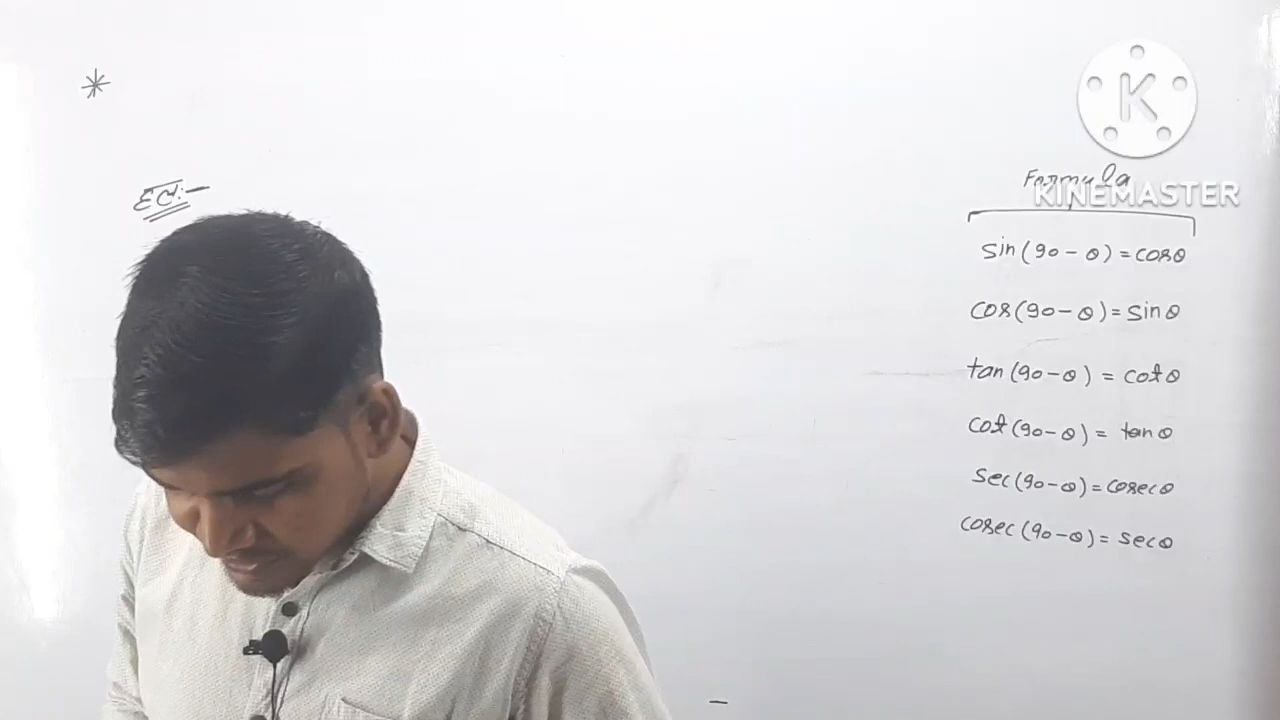 *
Ex:-
Formula
KINEMASTER
sin(90-θ)=cosθ
cos(90-θ)=sinθ
tan(90-θ)=cotθ
cot(90-θ)=tanθ
sec(90-θ)=cosecθ
cosec(90-θ)=secθ